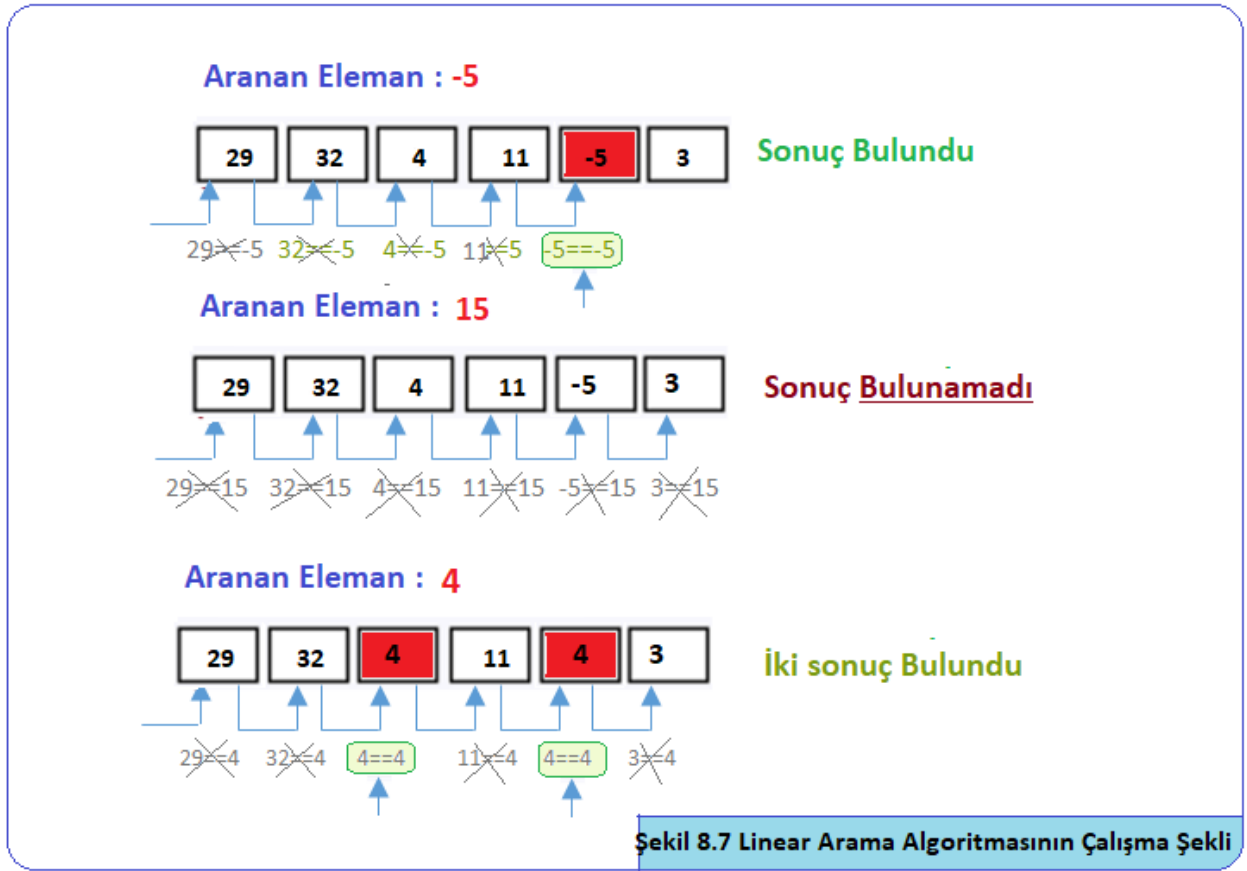 Aranan Eleman : -5
29 32 4 11 -5 3
Sonuç Bulundu
29==-5 32==-5 4==-5 11==-5 -5==-5
Aranan Eleman : 15
29 32 4 11 -5 3
Sonuç Bulunamadı
29==15 32==15 4==15 11==15 -5==15 3==15
Aranan Eleman : 4
29 32 4 11 4 3
İki sonuç Bulundu
29==4 32==4 4==4 11==4 4==4 3==4
Şekil 8.7 Linear Arama Algoritmasının Çalışma Şekli